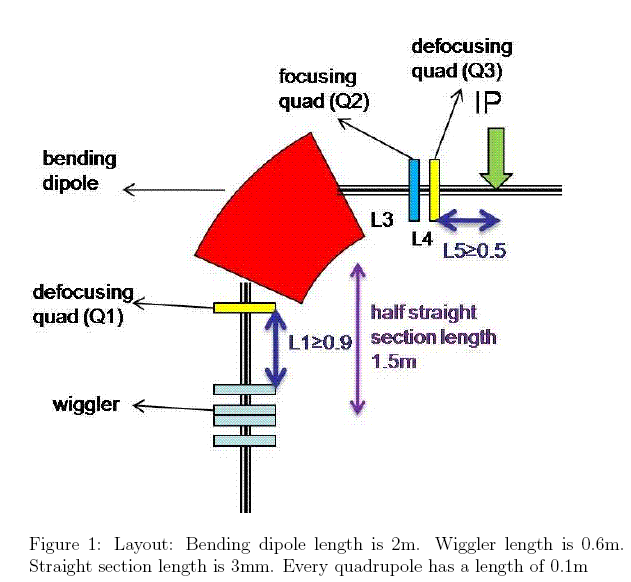 defocusing
quad (Q3)
focusing
quad (Q2)
IP
bending
dipole
L3
L4
L5≥0.5
defocusing
quad (Q1)
L1≥0.9
half straight
section length
1.5m
wiggler
Figure 1: Layout: Bending dipole length is 2m. Wiggler length is 0.6m.
Straight section length is 3mm. Every quadrupole has a length of 0.1m